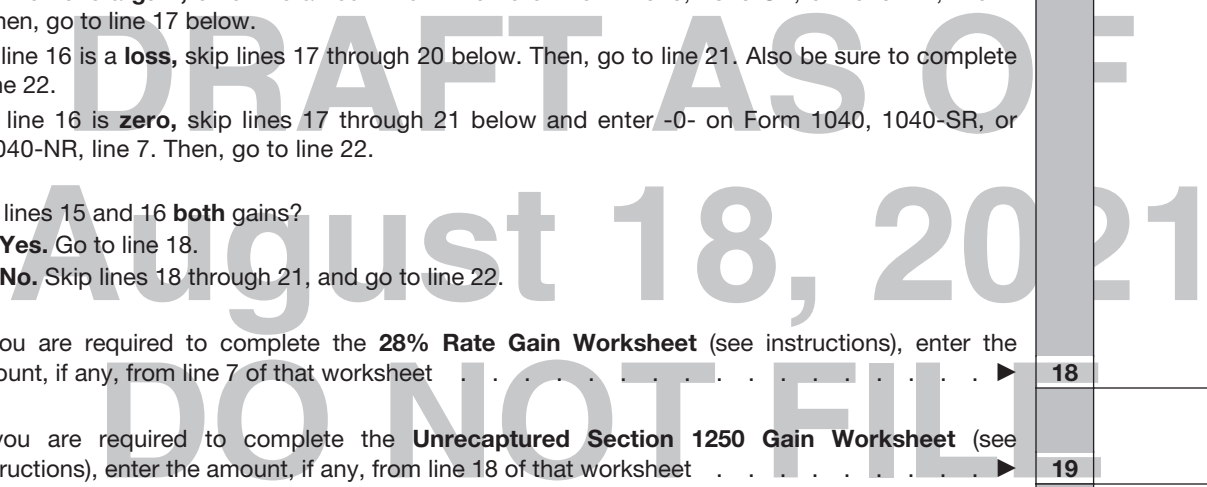 then, go to line 17 below.
line 16 is a loss, skip lines 17 through 20 below. Then, go to line 21. Also be sure to complete
22.
line 16 is zero, skip lines 17 through 21 below and enter -0- on Form 1040, 1040-SR, or
040-NR, line 7. Then, go to line 22.
lines 15 and 16 both gains?
Yes. Go to line 18.
No. Skip lines 18 through 21, and go to line 22.
you are required to complete the 28% Rate Gain Worksheet (see instructions), enter the
ount, if any, from line 7 of that worksheet . . . . . . . . . . . . . . . . . ▶ 18
you are required to complete the Unrecaptured Section 1250 Gain Worksheet (see
ructions), enter the amount, if any, from line 18 of that worksheet . . . . . . . . . ▶ 19
DRAFT AS OF
August 18, 2021
DO NOT FIL